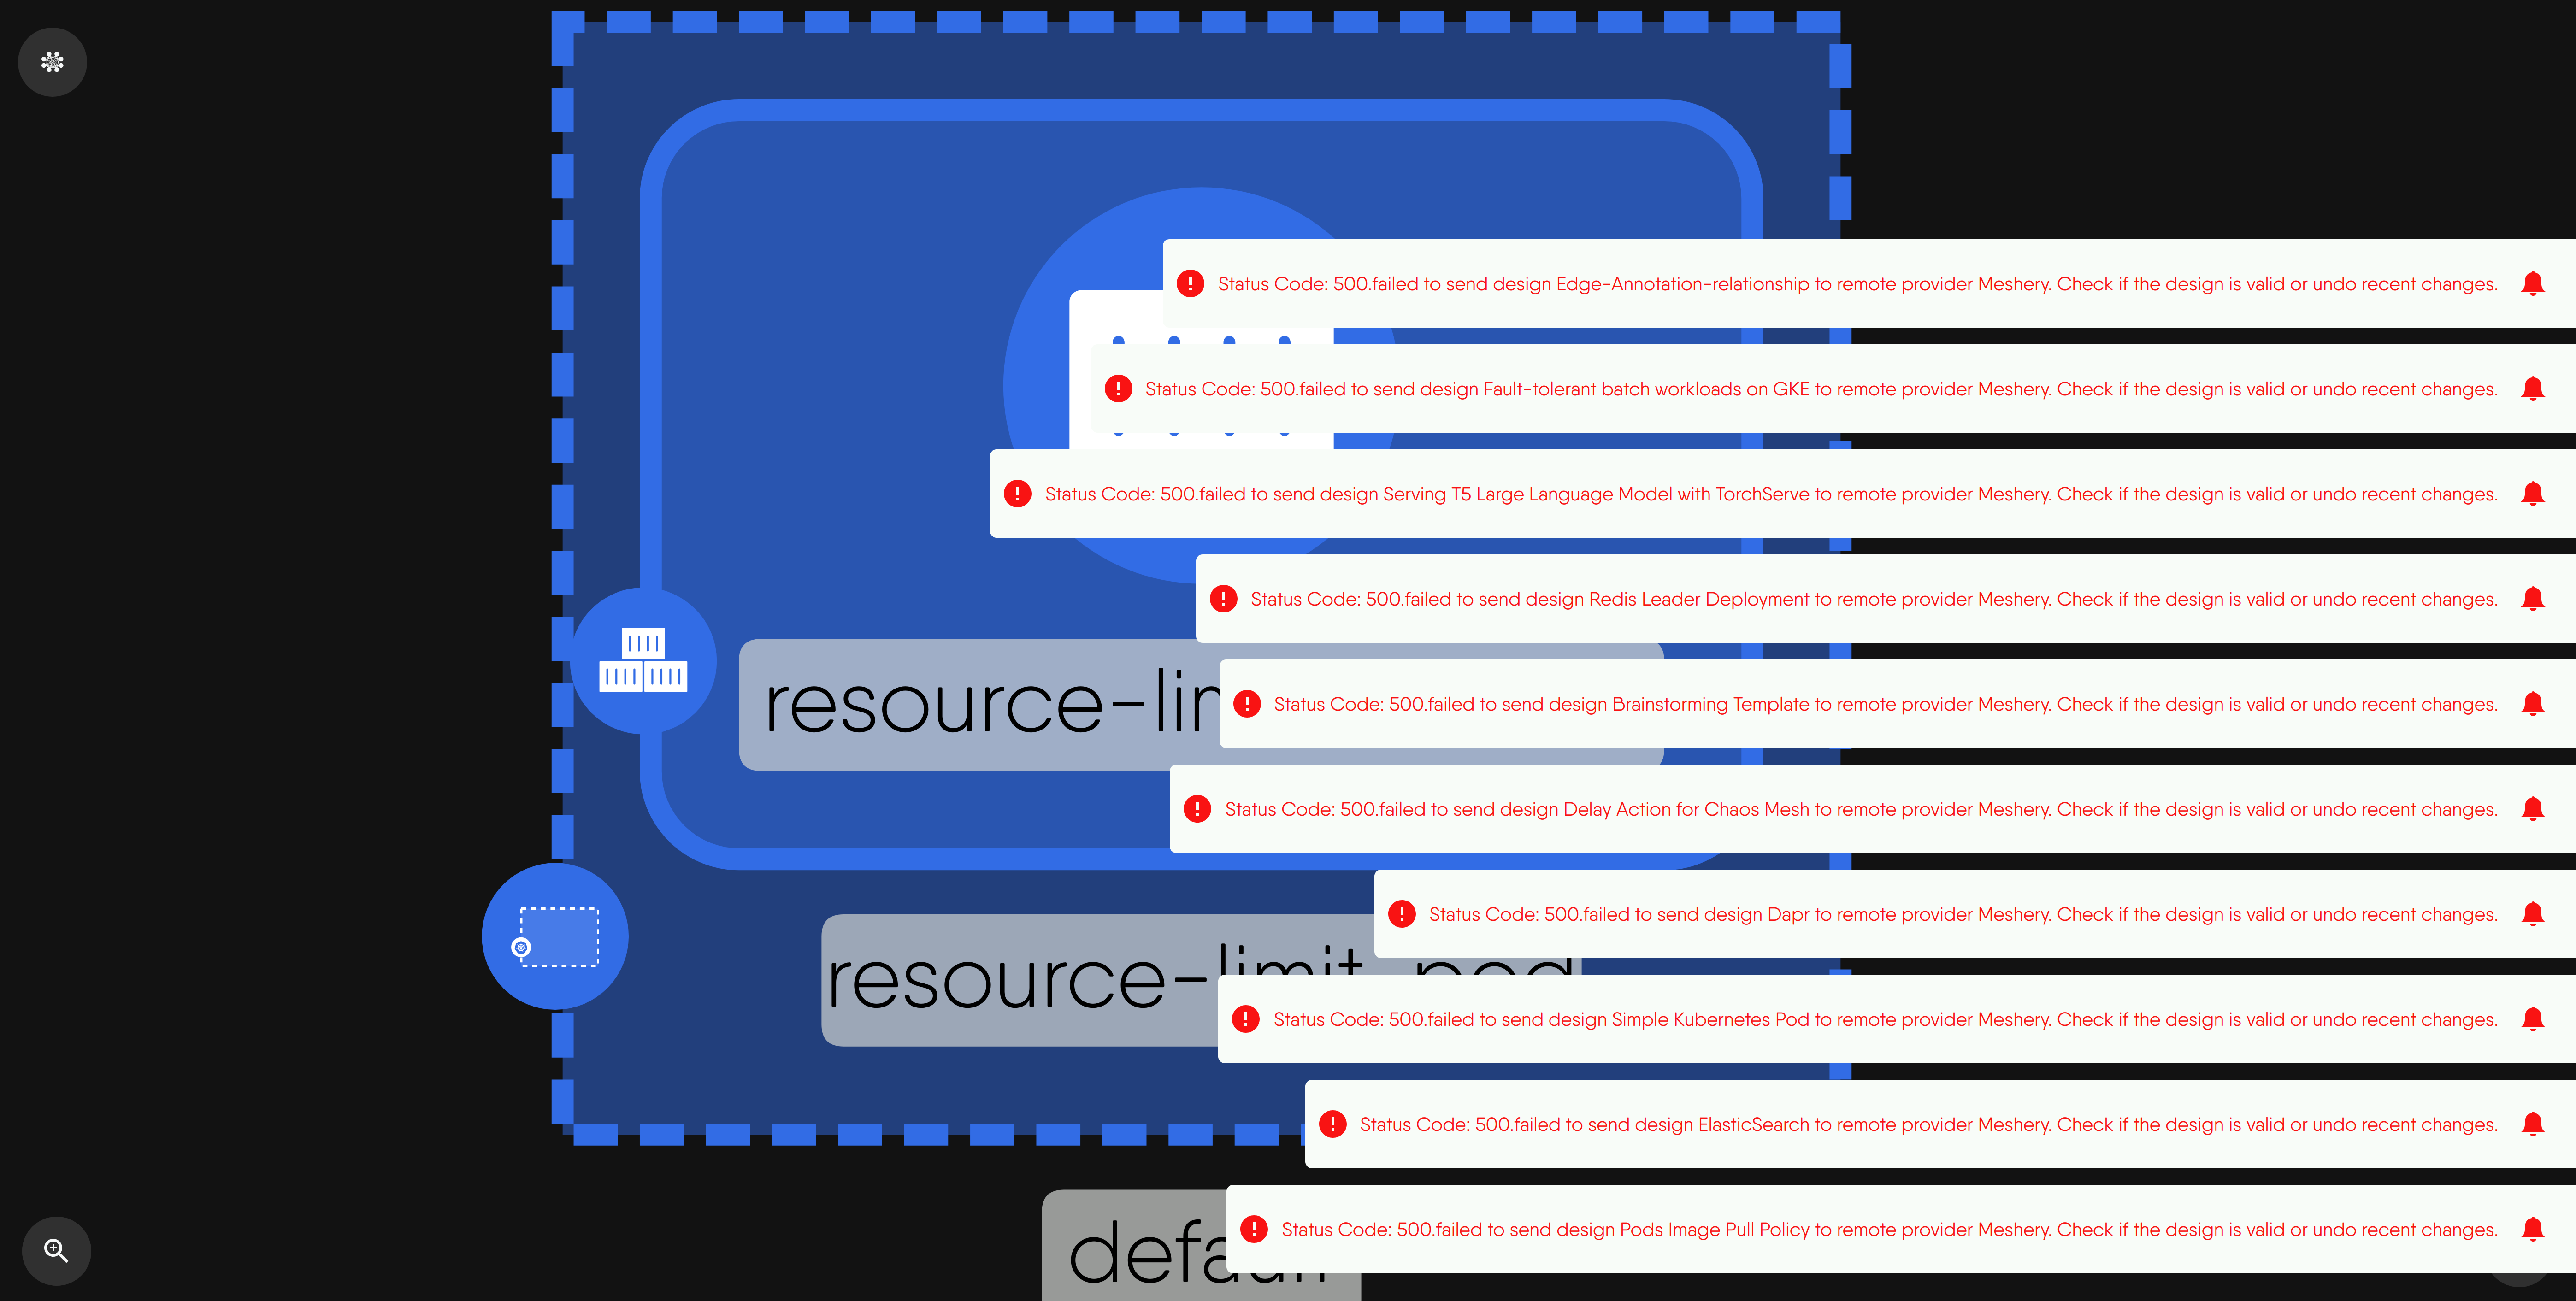 Status Code: 500.failed to send design Edge-Annotation-relationship to remote provider Meshery. Check if the design is valid or undo recent changes.
Status Code: 500.failed to send design Fault-tolerant batch workloads on GKE to remote provider Meshery. Check if the design is valid or undo recent changes.
Status Code: 500.failed to send design Serving T5 Large Language Model with TorchServe to remote provider Meshery. Check if the design is valid or undo recent changes.
Status Code: 500.failed to send design Redis Leader Deployment to remote provider Meshery. Check if the design is valid or undo recent changes.
resource-lim
Status Code: 500.failed to send design Brainstorming Template to remote provider Meshery. Check if the design is valid or undo recent changes.
Status Code: 500.failed to send design Delay Action for Chaos Mesh to remote provider Meshery. Check if the design is valid or undo recent changes.
Status Code: 500.failed to send design Dapr to remote provider Meshery. Check if the design is valid or undo recent changes.
resource-limit-pod
Status Code: 500.failed to send design Simple Kubernetes Pod to remote provider Meshery. Check if the design is valid or undo recent changes.
Status Code: 500.failed to send design ElasticSearch to remote provider Meshery. Check if the design is valid or undo recent changes.
Status Code: 500.failed to send design Pods Image Pull Policy to remote provider Meshery. Check if the design is valid or undo recent changes.
default